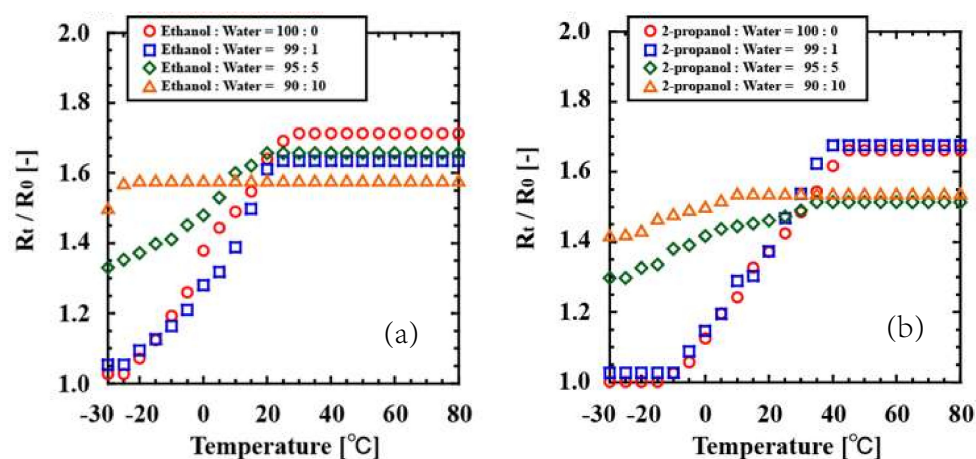 Ethanol : Water = 100 : 0
Ethanol : Water = 99 : 1
Ethanol : Water = 95 : 5
Ethanol : Water = 90 : 10
2.0
1.8
1.6
1.4
1.2
1.0
Rt / R0 [-]
(a)
-30 -20 0 20 40 60 80
Temperature [℃]
2-propanol : Water = 100 : 0
2-propanol : Water = 99 : 1
2-propanol : Water = 95 : 5
2-propanol : Water = 90 : 10
2.0
1.8
1.6
1.4
1.2
1.0
Rt / R0 [-]
(b)
-30 -20 0 20 40 60 80
Temperature [℃]